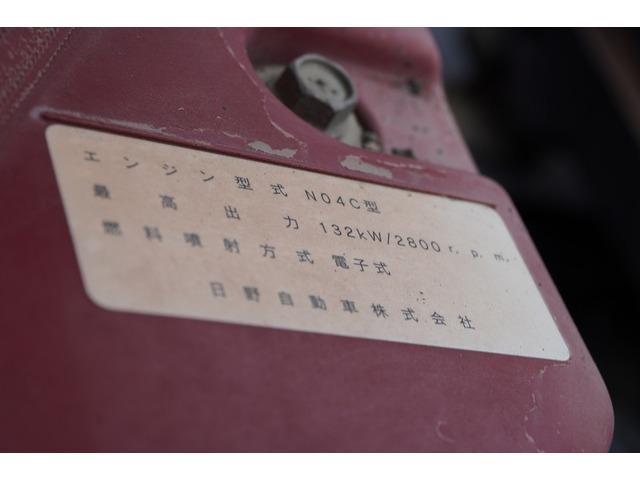 エンジン型式 N04C型
最高出力 132kW/2800r.p.m.
燃料噴射方式 電子式
日野自動車株式会社